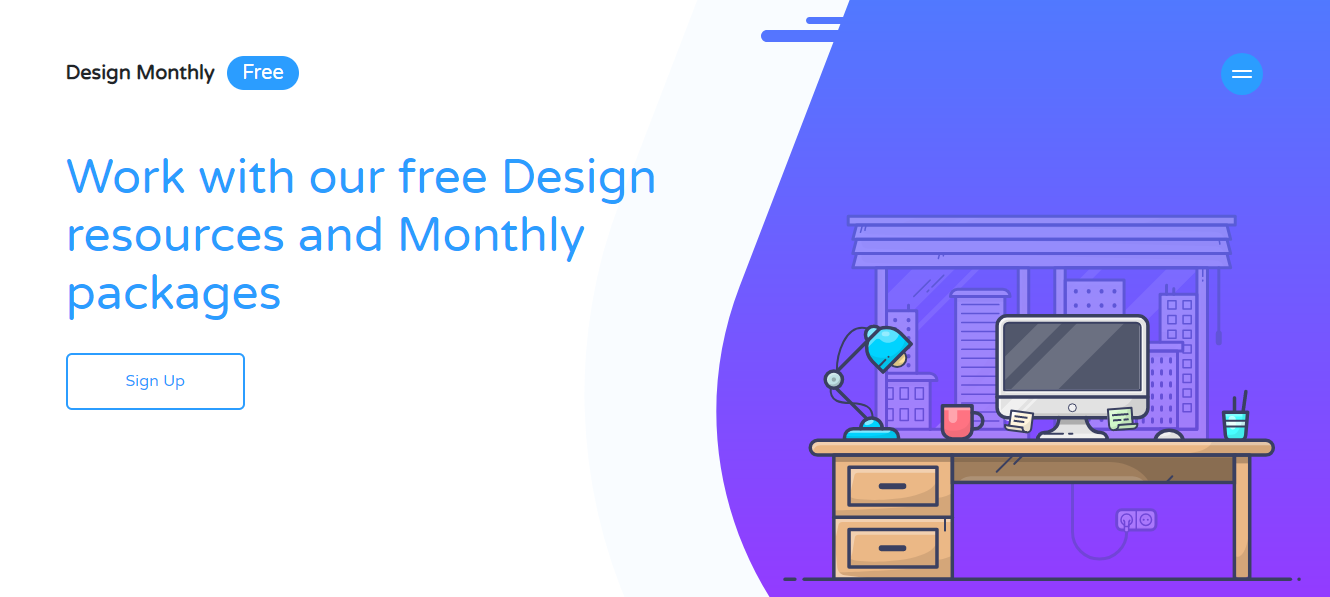 Design Monthly Free
Work with our free Design
resources and Monthly
packages
Sign Up